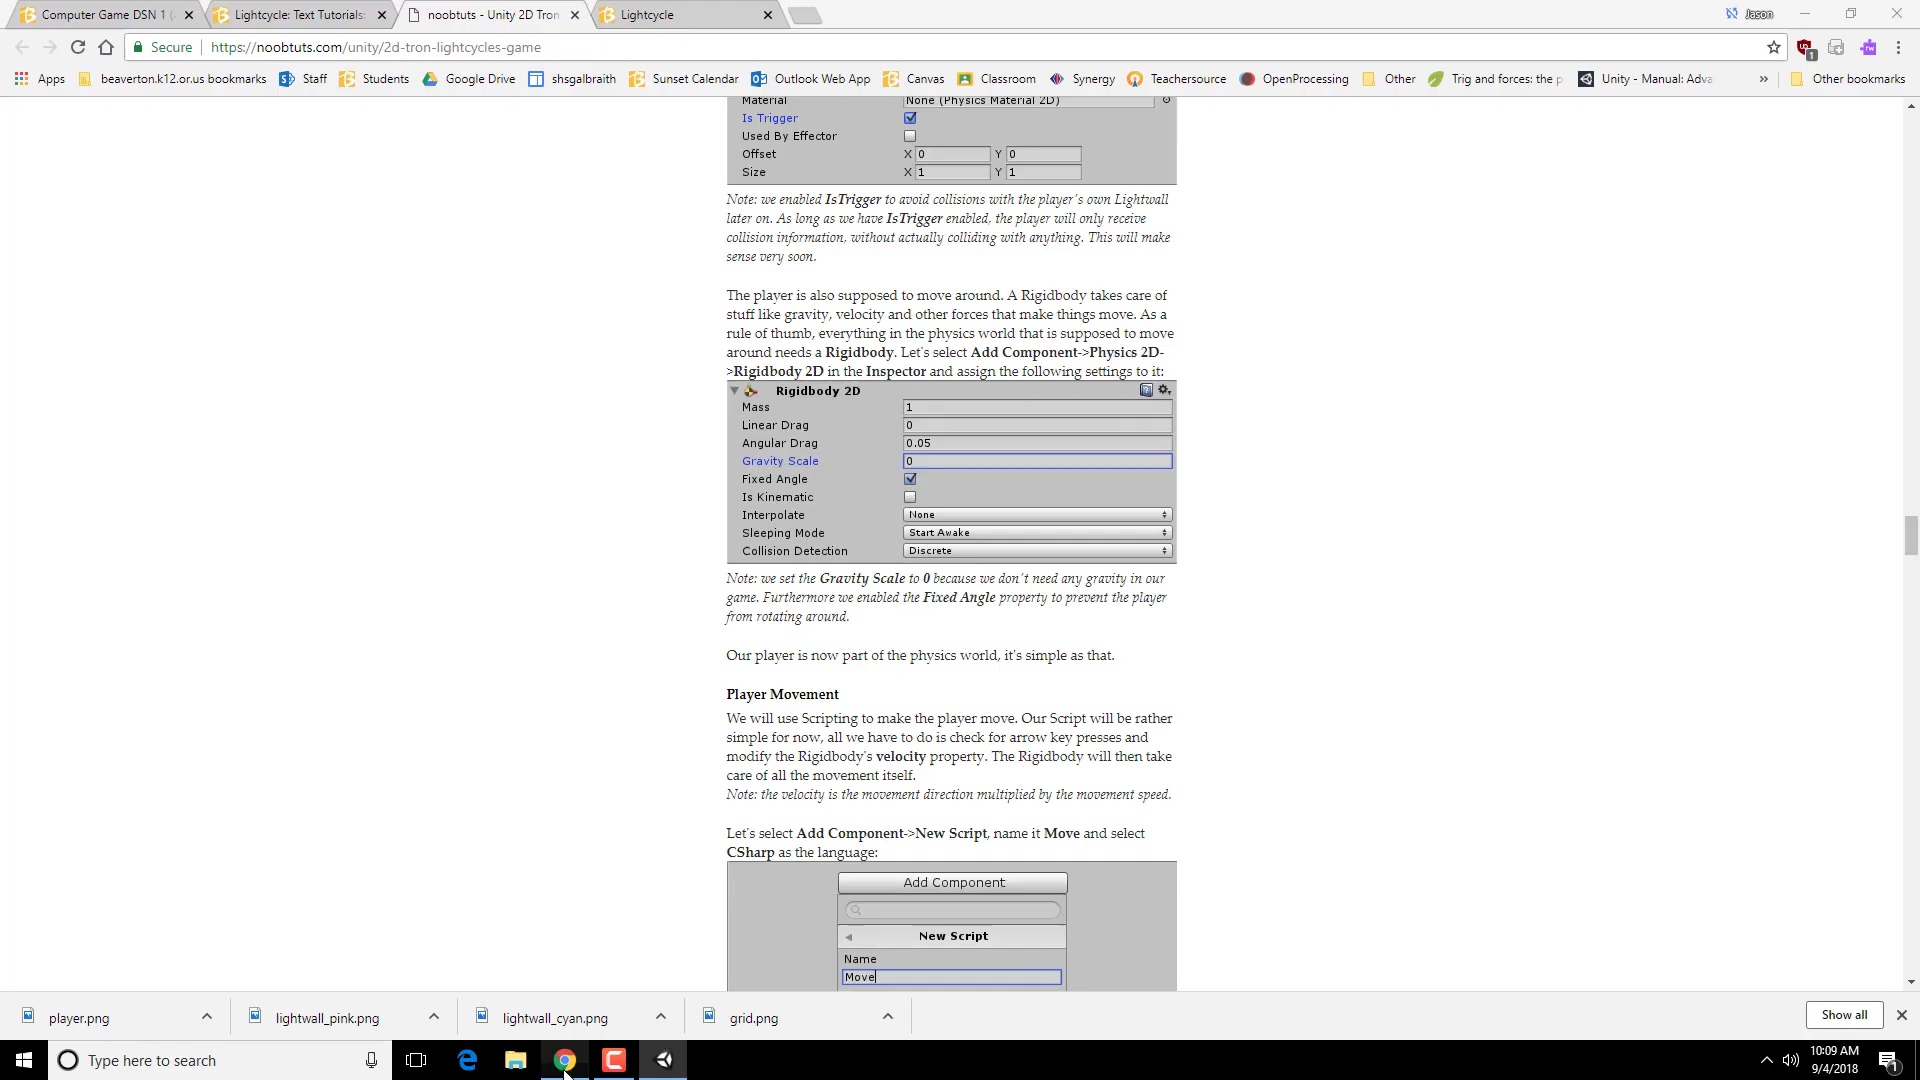 Computer Game DSN 1 (
Lightcycle: Text Tutorials:
noobtuts - Unity 2D Tron
Lightcycle
Jason
Secure
https://noobtuts.com/unity/2d-tron-lightcycles-game
Apps
beaverton.k12.or.us bookmarks
Staff
Students
Google Drive
shsgalbraith
Sunset Calendar
Outlook Web App
Canvas
Classroom
Synergy
Teachersource
OpenProcessing
Other
Trig and forces: the p
Unity - Manual: Adva
»
Other bookmarks
Material None (Physics Material 2D)
Is Trigger
Used By Effector
Offset X 0 Y 0
Size X 1 Y 1
Note: we enabled IsTrigger to avoid collisions with the player's own Lightwall
later on. As long as we have IsTrigger enabled, the player will only receive
collision information, without actually colliding with anything. This will make
sense very soon.
The player is also supposed to move around. A Rigidbody takes care of
stuff like gravity, velocity and other forces that make things move. As a
rule of thumb, everything in the physics world that is supposed to move
around needs a Rigidbody. Let's select Add Component->Physics 2D-
>Rigidbody 2D in the Inspector and assign the following settings to it:
Rigidbody 2D
Mass 1
Linear Drag 0
Angular Drag 0.05
Gravity Scale 0
Fixed Angle
Is Kinematic
Interpolate None
Sleeping Mode Start Awake
Collision Detection Discrete
Note: we set the Gravity Scale to 0 because we don't need any gravity in our
game. Furthermore we enabled the Fixed Angle property to prevent the player
from rotating around.
Our player is now part of the physics world, it's simple as that.
Player Movement
We will use Scripting to make the player move. Our Script will be rather
simple for now, all we have to do is check for arrow key presses and
modify the Rigidbody's velocity property. The Rigidbody will then take
care of all the movement itself.
Note: the velocity is the movement direction multiplied by the movement speed.
Let's select Add Component->New Script, name it Move and select
CSharp as the language:
Add Component
New Script
Name
Move
player.png
lightwall_pink.png
lightwall_cyan.png
grid.png
Show all
Type here to search
10:09 AM
9/4/2018
1